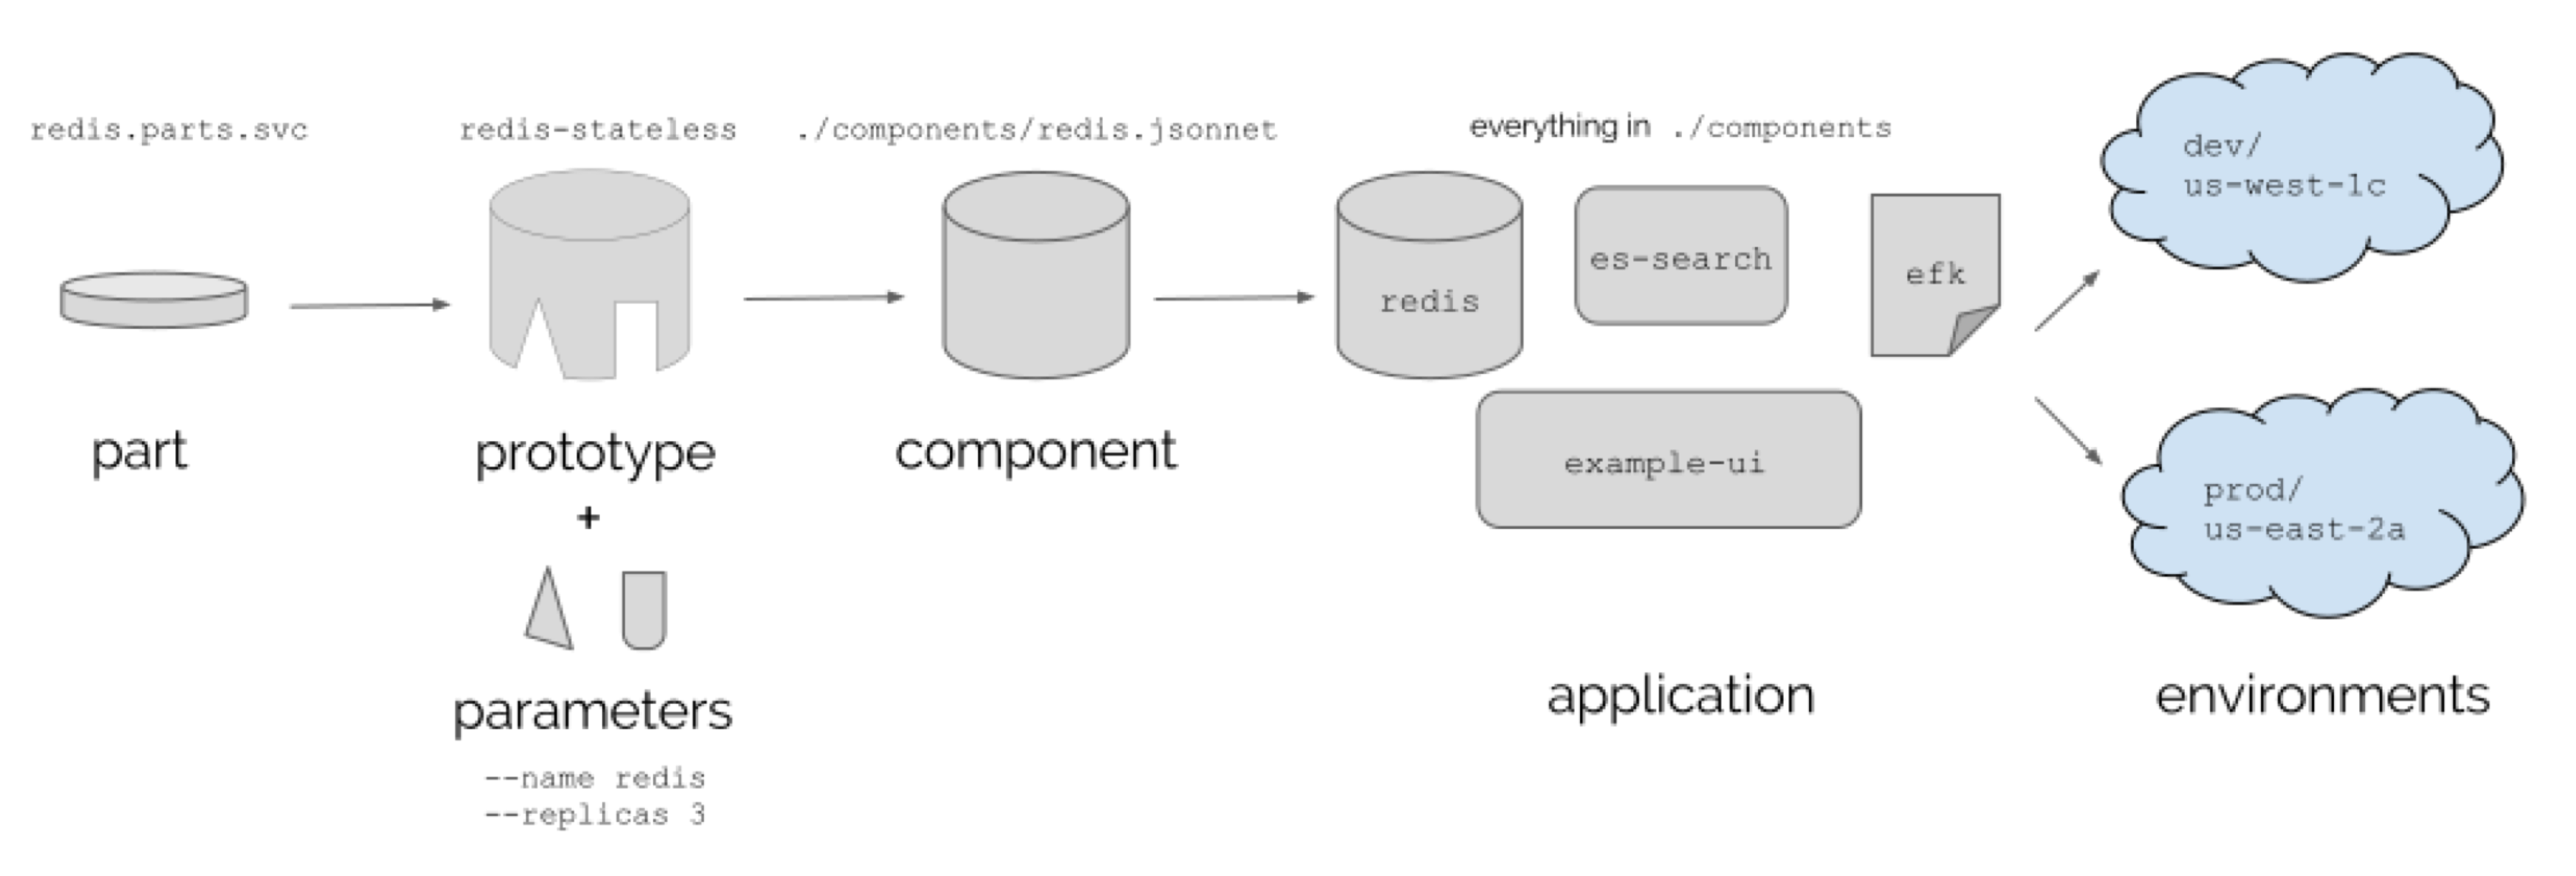 redis.parts.svc
redis-stateless
./components/redis.jsonnet
everything in ./components
dev/
us-west-1c
es-search
efk
redis
part
prototype
component
example-ui
prod/
us-east-2a
+
parameters
application
environments
--name redis
--replicas 3